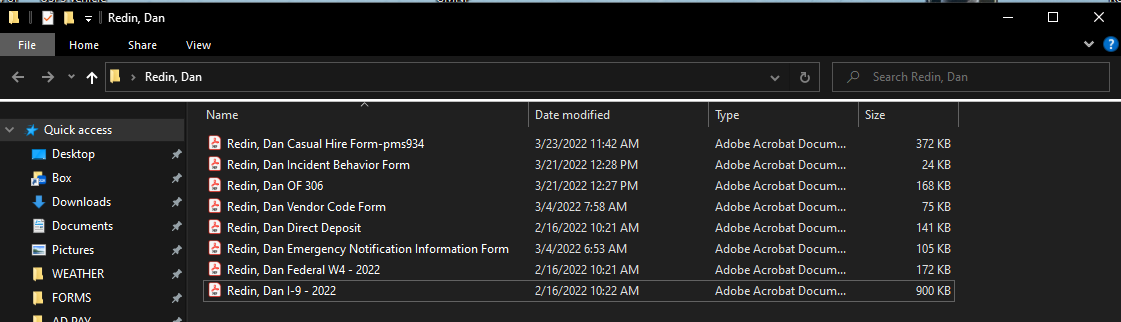 Redin, Dan
File Home Share View
Redin, Dan Search Redin, Dan
Name Date modified Type Size
Quick access
Redin, Dan Casual Hire Form-pms934 3/23/2022 11:42 AM Adobe Acrobat Docum... 372 KB
Desktop
Redin, Dan Incident Behavior Form 3/21/2022 12:28 PM Adobe Acrobat Docum... 24 KB
Box
Redin, Dan OF 306 3/21/2022 12:27 PM Adobe Acrobat Docum... 168 KB
Downloads
Redin, Dan Vendor Code Form 3/4/2022 7:58 AM Adobe Acrobat Docum... 75 KB
Documents
Redin, Dan Direct Deposit 2/16/2022 10:21 AM Adobe Acrobat Docum... 141 KB
Pictures
Redin, Dan Emergency Notification Information Form 3/4/2022 6:53 AM Adobe Acrobat Docum... 105 KB
WEATHER
Redin, Dan Federal W4 - 2022 2/16/2022 10:21 AM Adobe Acrobat Docum... 172 KB
FORMS
Redin, Dan I-9 - 2022 2/16/2022 10:22 AM Adobe Acrobat Docum... 900 KB
AD PAY